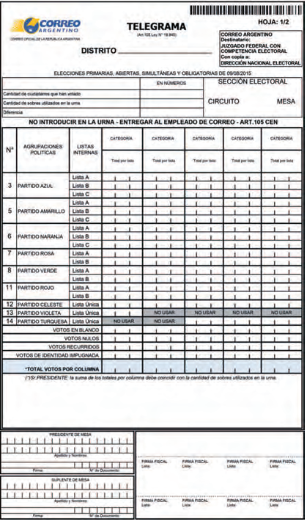 CORREO
ARGENTINO
CORREO OFICIAL DE LA REPUBLICA ARGENTINA
TELEGRAMA
(Art 105 Ley N° 19.945)
HOJA: 1/2
CORREO ARGENTINO
Destinatario:
JUZGADO FEDERAL CON
COMPETENCIA ELECTORAL
Con copia a:
DIRECCIÓN NACIONAL ELECTORAL
DISTRITO
ELECCIONES PRIMARIAS, ABIERTAS, SIMULTÁNEAS Y OBLIGATORIAS DE 09/08/2015
EN NÚMEROS
SECCIÓN ELECTORAL
Cantidad de ciudadanos que han votado
Cantidad de sobres utilizados en la urna
Diferencia
CIRCUITO MESA
NO INTRODUCIR EN LA URNA - ENTREGAR AL EMPLEADO DE CORREO - ART.105 CEN
N° AGRUPACIONES POLÍTICAS LISTAS INTERNAS CATEGORÍA CATEGORÍA CATEGORÍA CATEGORÍA CATEGORÍA
Total por lista Total por lista Total por lista Total por lista Total por lista
3 PARTIDO AZUL Lista A
Lista B
Lista C
5 PARTIDO AMARILLO Lista A
Lista B
Lista C
6 PARTIDO NARANJA Lista A
Lista B
Lista C
7 PARTIDO ROSA Lista A
Lista B
8 PARTIDO VERDE Lista A
Lista B
11 PARTIDO ROJO Lista A
Lista B
12 PARTIDO CELESTE Lista Única
13 PARTIDO VIOLETA Lista Única NO USAR NO USAR NO USAR NO USAR
14 PARTIDO TURQUESA Lista Única NO USAR NO USAR
VOTOS EN BLANCO
VOTOS NULOS
VOTOS RECURRIDOS
VOTOS DE IDENTIDAD IMPUGNADA
*TOTAL VOTOS POR COLUMNA
(*)Sr. PRESIDENTE: la suma de los totales por columna debe coincidir con la cantidad de sobres utilizados en la urna
PRESIDENTE DE MESA
Apellido y Nombres
Firma N° de Documento
SUPLENTE DE MESA
Apellido y Nombres
Firma N° de Documento
FIRMA FISCAL FIRMA FISCAL FIRMA FISCAL FIRMA FISCAL
Lista Lista Lista Lista
FIRMA FISCAL FIRMA FISCAL FIRMA FISCAL FIRMA FISCAL
Lista Lista Lista Lista